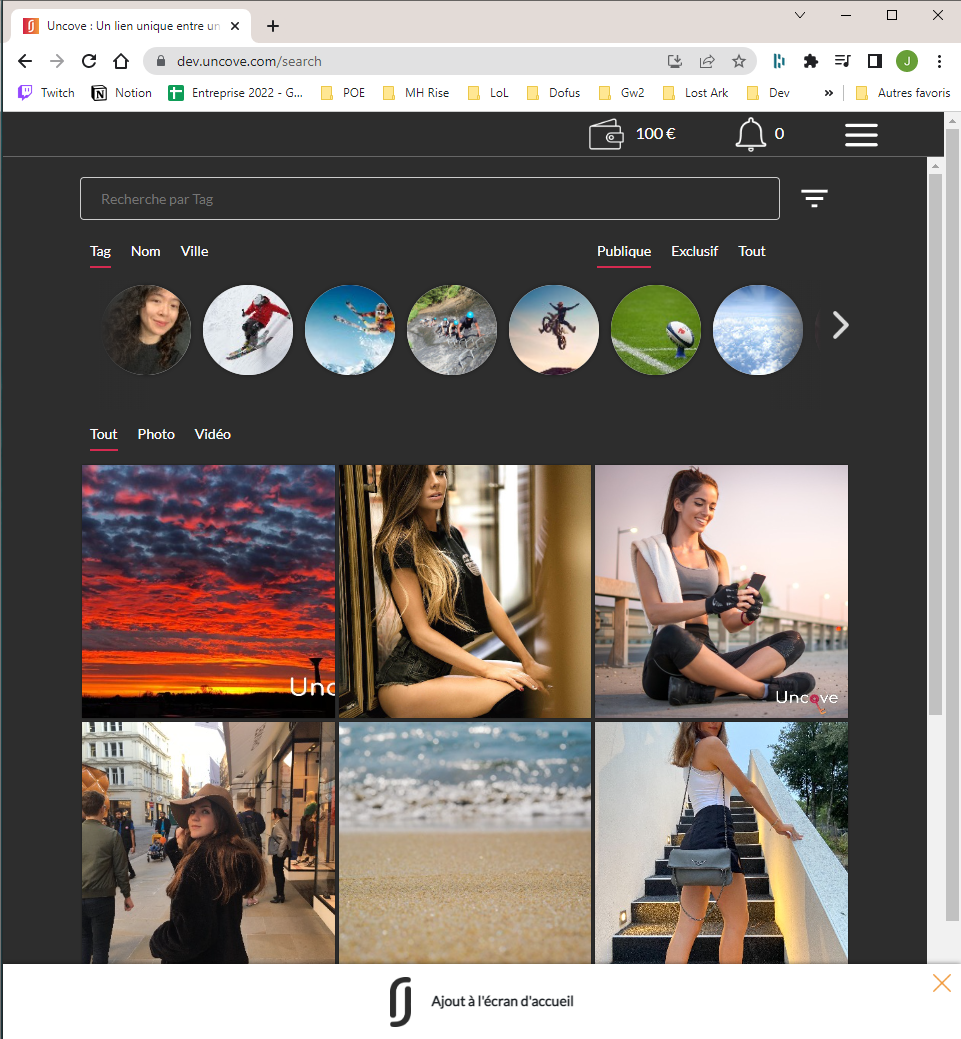 Uncove : Un lien unique entre un
dev.uncove.com/search
J
Twitch
Notion
Entreprise 2022 - G...
POE
MH Rise
LoL
Dofus
Gw2
Lost Ark
Dev
»
Autres favoris
100 €
0
Recherche par Tag
Tag
Nom
Ville
Publique
Exclusif
Tout
Tout
Photo
Vidéo
Unco
Uncove
Ajout à l'écran d'accueil